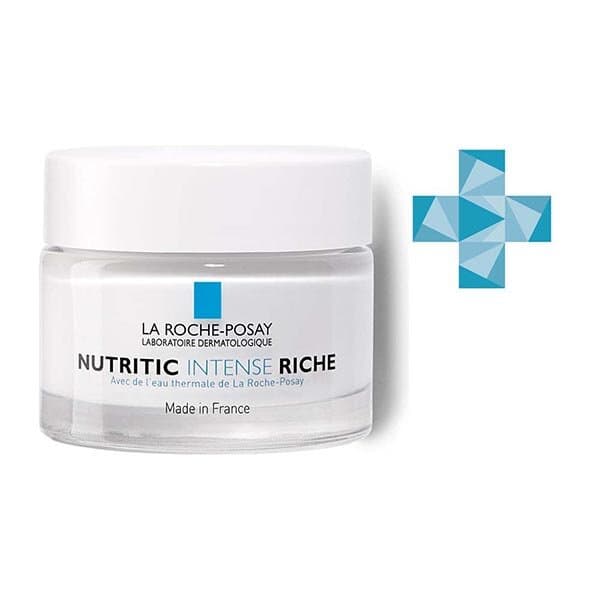 LA ROCHE-POSAY
LABORATOIRE DERMATOLOGIQUE
NUTRITIC INTENSE RICHE
Avec de l'eau thermale de La Roche-Posay
Made in France